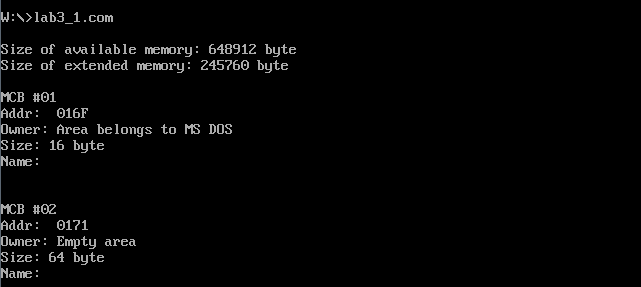 W:\>lab3_1.com
Size of available memory: 648912 byte
Size of extended memory: 245760 byte
MCB #01
Addr:  016F
Owner: Area belongs to MS DOS
Size: 16 byte
Name:
MCB #02
Addr:  0171
Owner: Empty area
Size: 64 byte
Name: